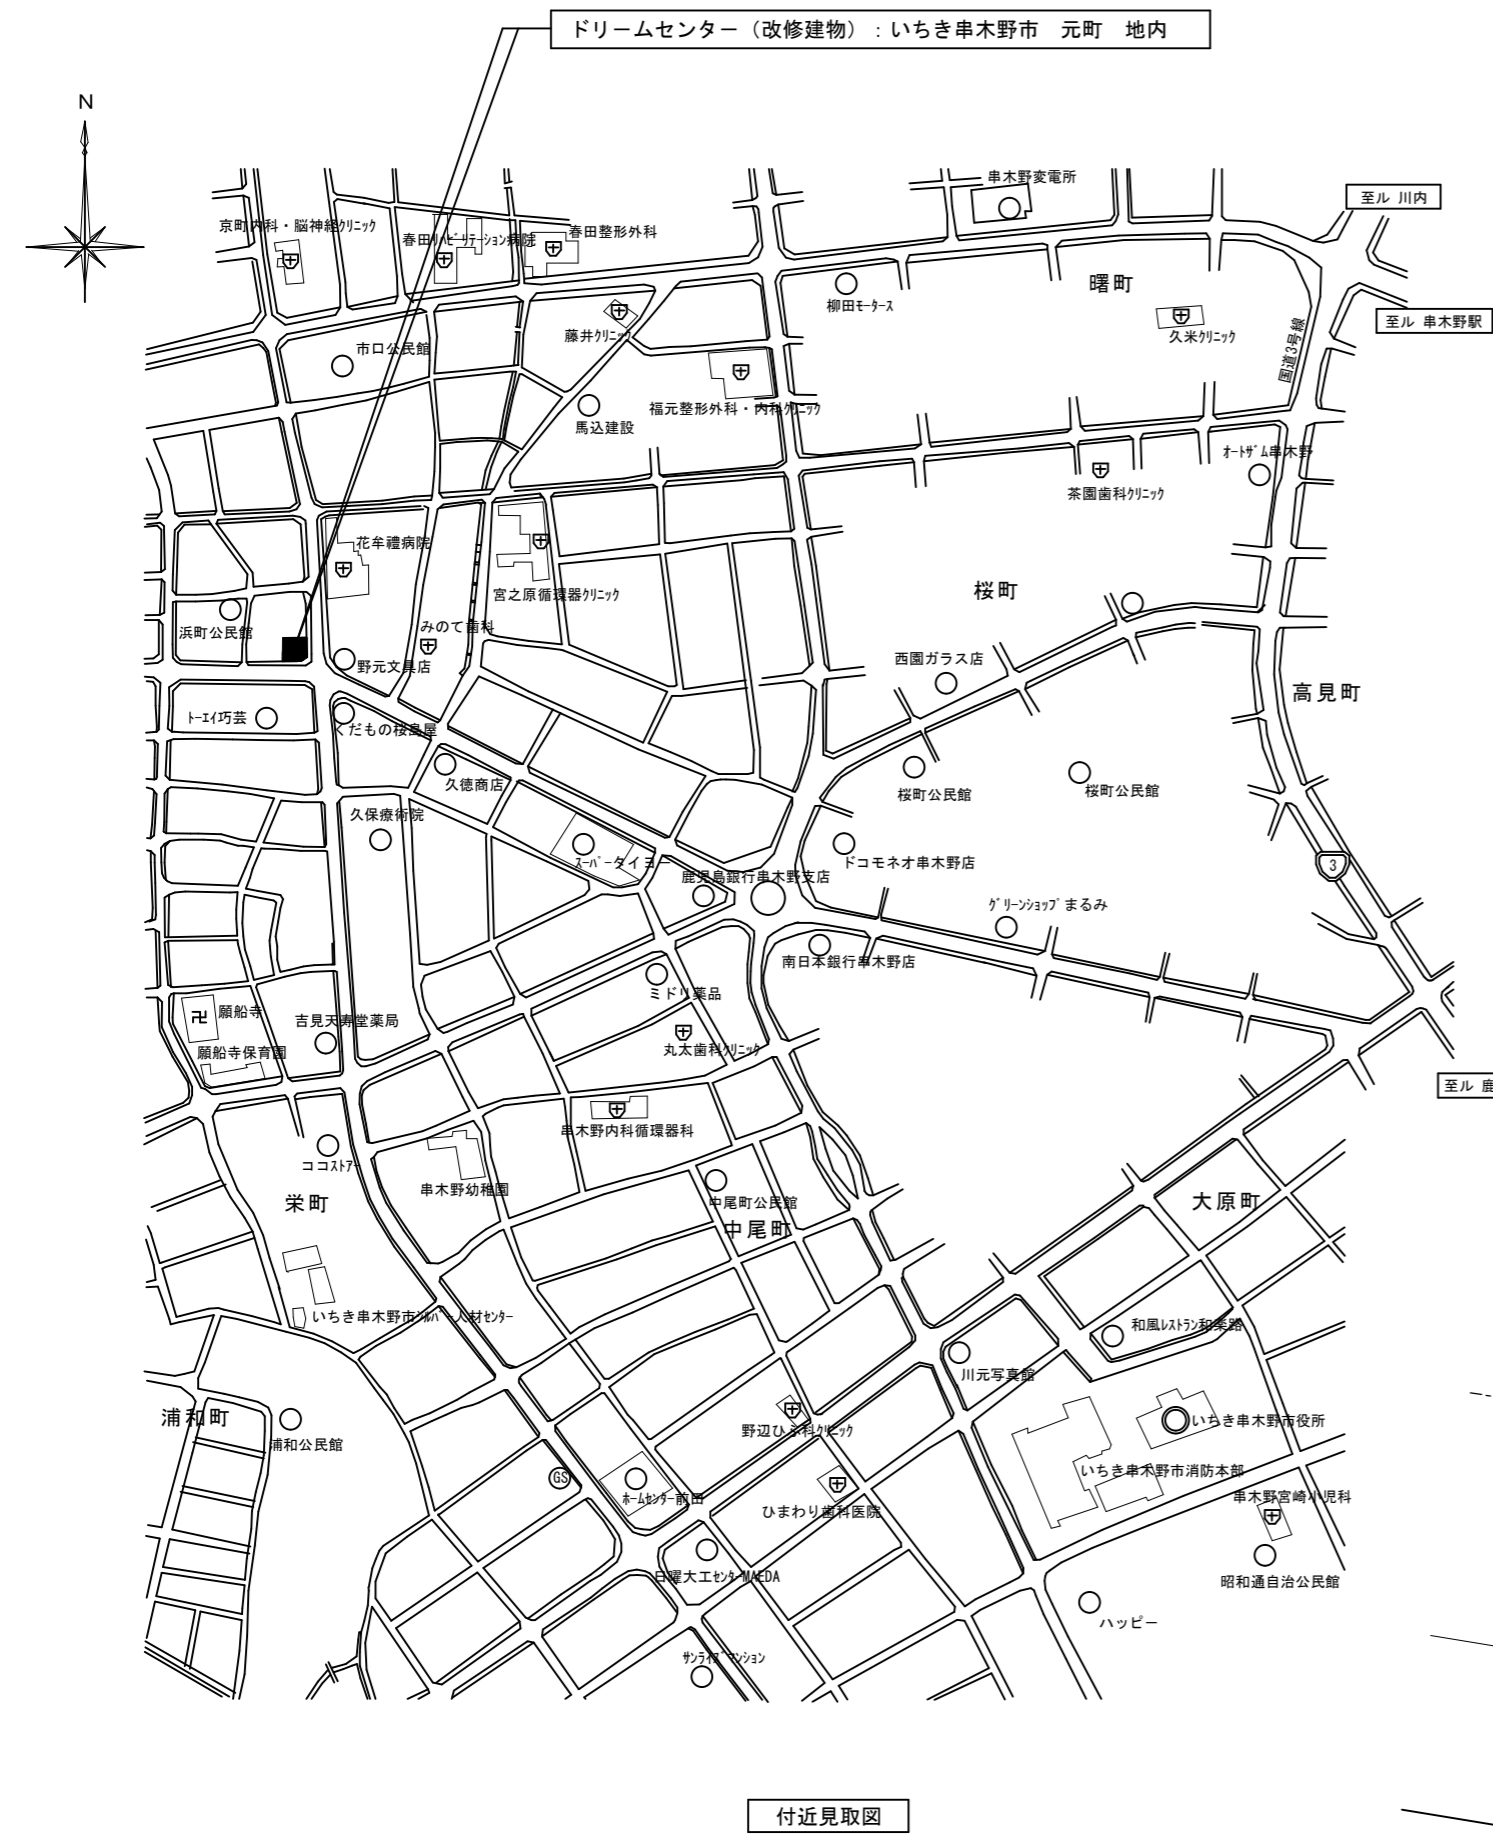 ドリームセンター（改修建物）：いちき串木野市　元町　地内
N
串木野変電所
至ル 川内
京町内科・脳神経ｸﾘﾆｯｸ
春田ﾘﾊﾋﾞﾘﾃｰｼｮﾝ病院
春田整形外科
曙町
柳田ﾓｰﾀｰｽ
至ル 串木野駅
藤井ｸﾘﾆｯｸ
久米ｸﾘﾆｯｸ
市口公民館
国道3号線
福元整形外科・内科ｸﾘﾆｯｸ
馬込建設
ｵｰﾄｻﾞﾑ串木野
茶園歯科ｸﾘﾆｯｸ
花牟禮病院
宮之原循環器ｸﾘﾆｯｸ
桜町
みのて歯科
浜町公民館
野元文具店
西園ガラス店
高見町
ﾄｰｴｲ巧芸
くだもの桜島屋
久徳商店
桜町公民館
桜町公民館
久保療術院
ｽｰﾊﾟｰタイヨー
ドコモネオ串木野店
3
鹿児島銀行串木野支店
ｸﾞﾘｰﾝｼｮｯﾌﾟまるみ
南日本銀行串木野店
ミドリ薬品
願船寺
吉見天寿堂薬局
丸太歯科ｸﾘﾆｯｸ
願船寺保育園
至ル 鹿
串木野内科循環器科
ココｽﾄｱｰ
串木野幼稚園
栄町
中尾町公民館
中尾町
大原町
いちき串木野市ｼﾙﾊﾞｰ人材ｾﾝﾀｰ
和風ﾚｽﾄﾗﾝ和楽路
川元写真館
浦和町
浦和公民館
野辺ひふ科ｸﾘﾆｯｸ
いちき串木野市役所
いちき串木野市消防本部
GS
ﾎｰﾑｾﾝﾀｰ前田
ひまわり歯科医院
串木野宮崎小児科
日曜大工ｾﾝﾀｰMAEDA
昭和通自治公民館
ハッピー
ｻﾝﾗｲｽﾞﾏﾝｼｮﾝ
付近見取図